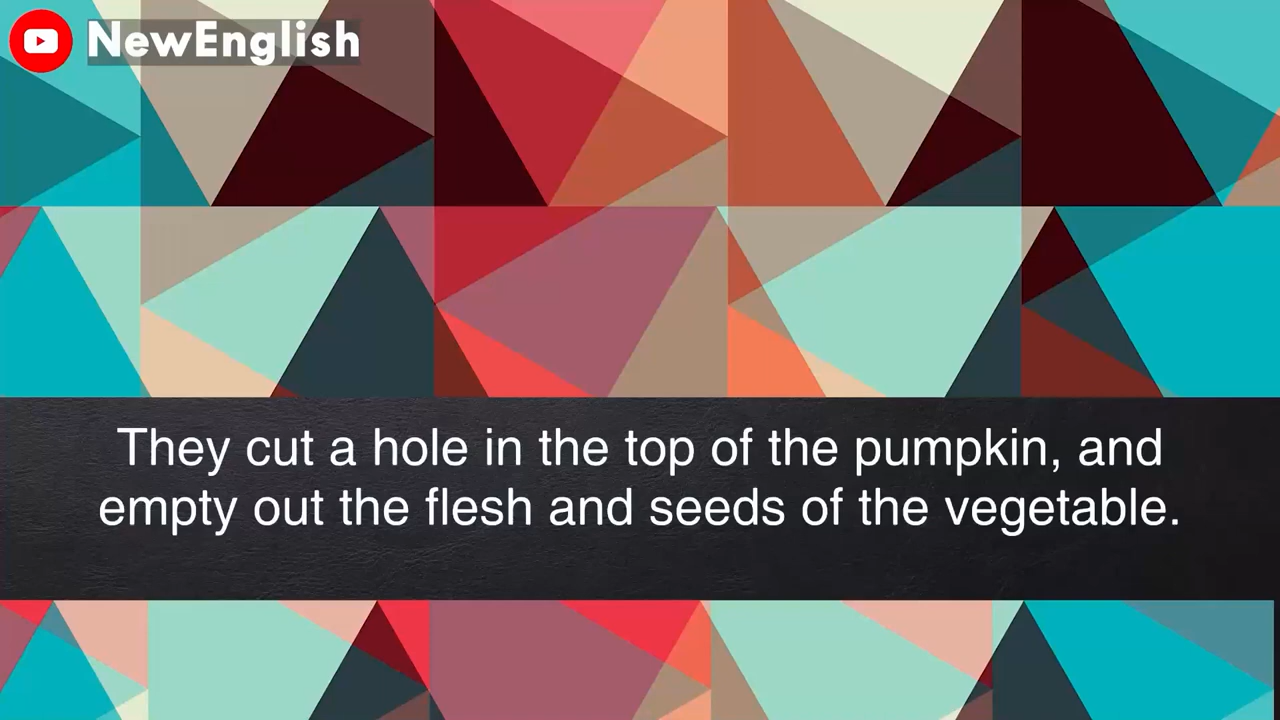 NewEnglish
They cut a hole in the top of the pumpkin, and
empty out the flesh and seeds of the vegetable.